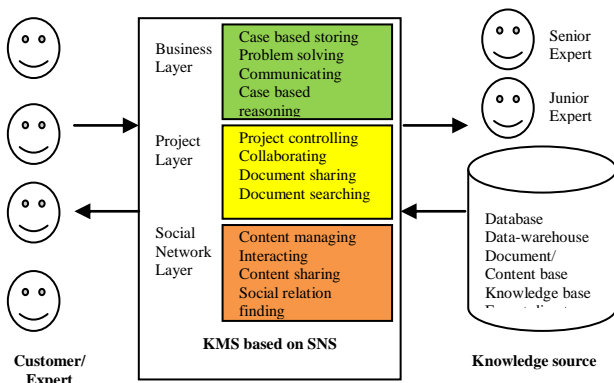 Business
Layer
Case based storing
Problem solving
Communicating
Case based
reasoning
Project
Layer
Project controlling
Collaborating
Document sharing
Document searching
Social
Network
Layer
Content managing
Interacting
Content sharing
Social relation
finding
KMS based on SNS
Customer/
Expert
Senior
Expert
Junior
Expert
Database
Data-warehouse
Document/
Content base
Knowledge base
Knowledge source